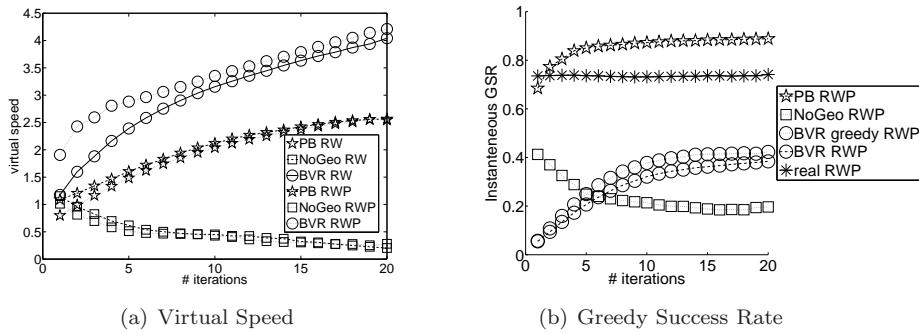 4.5
4
3.5
3
2.5
2
1.5
1
0.5
0
0
5
10
15
20
virtual speed
# iterations
PB RW
NoGeo RW
BVR RW
PB RWP
NoGeo RWP
BVR RWP
(a) Virtual Speed
1
0.8
0.6
0.4
0.2
0
0
5
10
15
20
Instanteneous GSR
# iterations
PB RWP
NoGeo RWP
BVR greedy RWP
BVR RWP
real RWP
(b) Greedy Success Rate